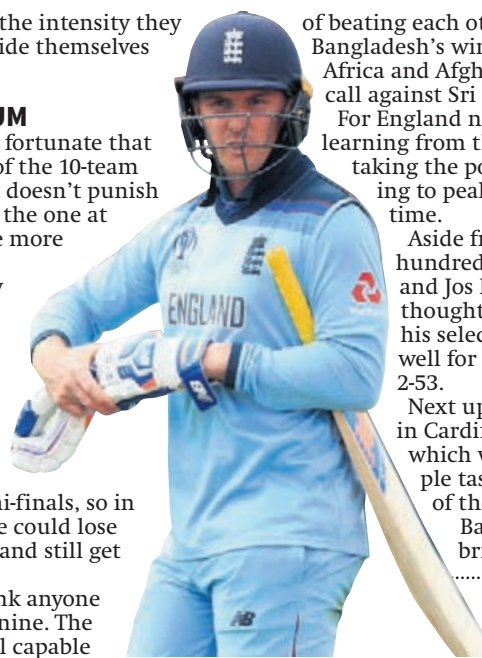 the intensity they
ide themselves
UM
fortunate that
of the 10-team
doesn’t punish
the one at
e more
y
ni-finals, so in
e could lose
and still get
nk anyone
nine. The
l capable
ENGLAND
NB
of beating each ot
Bangladesh’s win
Africa and Afgh
call against Sri
For England n
learning from th
taking the po
ing to peal
time.
Aside fr
hundred
and Jos
thought
his selec
well for
2-53.
Next up
in Cardi
which w
ple tas
of th
Ba
bri
......